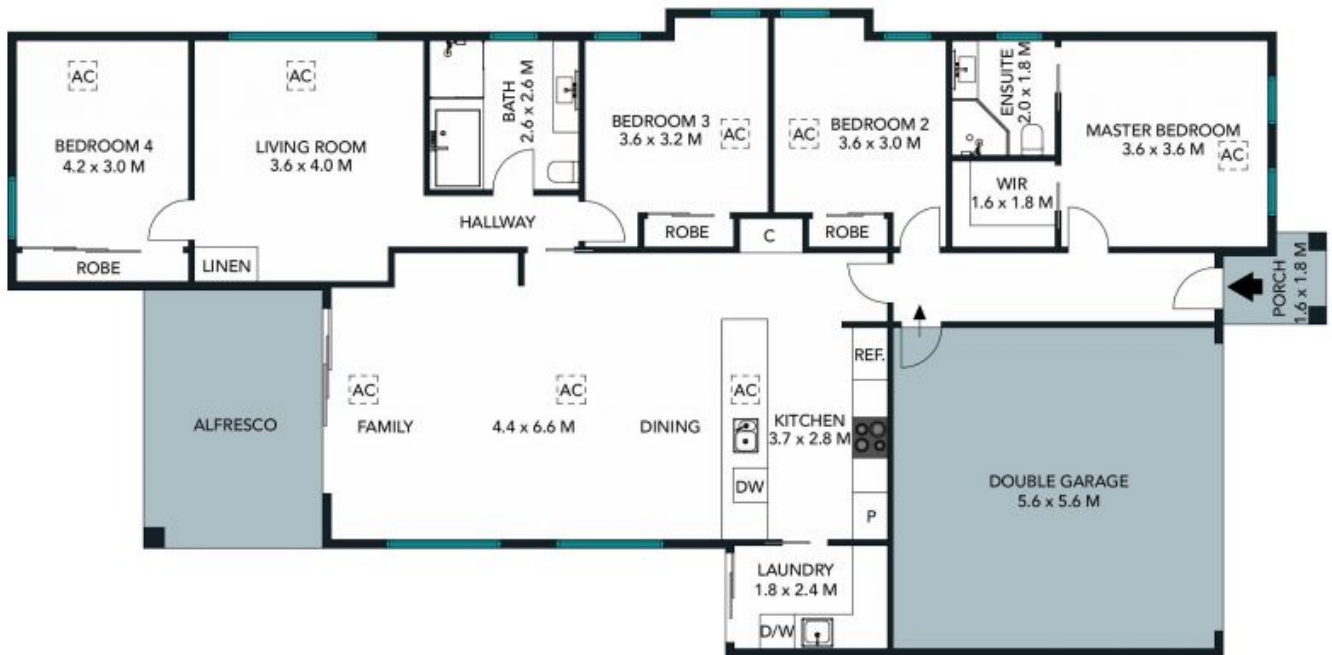 AC
BEDROOM 4
4.2 x 3.0 M
ROBE
AC
LIVING ROOM
3.6 x 4.0 M
LINEN
BATH
2.6 x 2.6 M
HALLWAY
BEDROOM 3
3.6 x 3.2 M
AC
ROBE
C
AC
BEDROOM 2
3.6 x 3.0 M
ROBE
ENSUITE
2.0 x 1.8 M
WIR
1.6 x 1.8 M
MASTER BEDROOM
3.6 x 3.6 M
AC
PORCH
1.6 x 1.8 M
ALFRESCO
AC
FAMILY
AC
4.4 x 6.6 M
DINING
AC
KITCHEN
3.7 x 2.8 M
REF.
DW
P
DOUBLE GARAGE
5.6 x 5.6 M
LAUNDRY
1.8 x 2.4 M
D/W